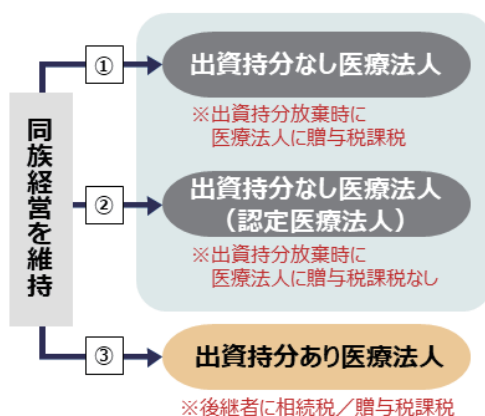 同族経営を維持
①
出資持分なし医療法人
※出資持分放棄時に
医療法人に贈与税課税
②
出資持分なし医療法人
（認定医療法人）
※出資持分放棄時に
医療法人に贈与税課税なし
③
出資持分あり医療法人
※後継者に相続税／贈与税課税